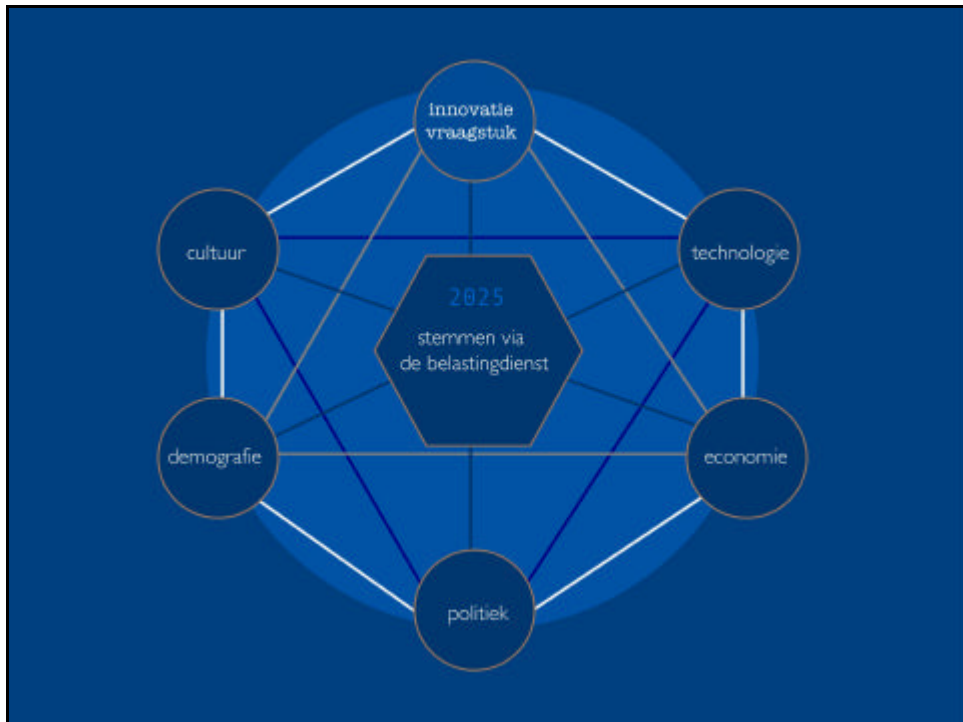 innovatie
vraagstuk
cultuur
technologie
2025
stemmen via
de belastingdienst
demografie
economie
politiek